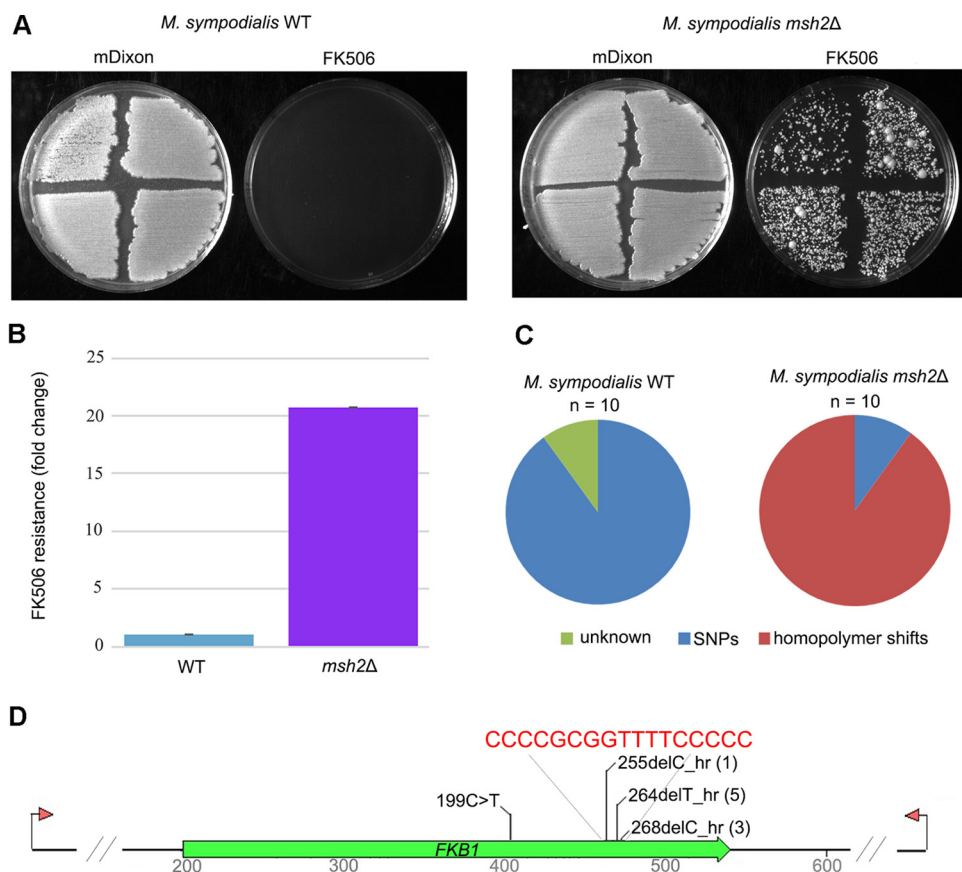 A
M. sympodialis WT
M. sympodialis msh2Δ
mDixon
FK506
mDixon
FK506
B
FK506 resistance (fold change)
25
20
15
10
5
0
WT
msh2Δ
C
M. sympodialis WT
n = 10
M. sympodialis msh2Δ
n = 10
unknown
SNPs
homopolymer shifts
D
CCCCGCGGTTTTCCCCC
255delC_hr (1)
199C>T
264delT_hr (5)
268delC_hr (3)
FKB1
200
300
400
500
600